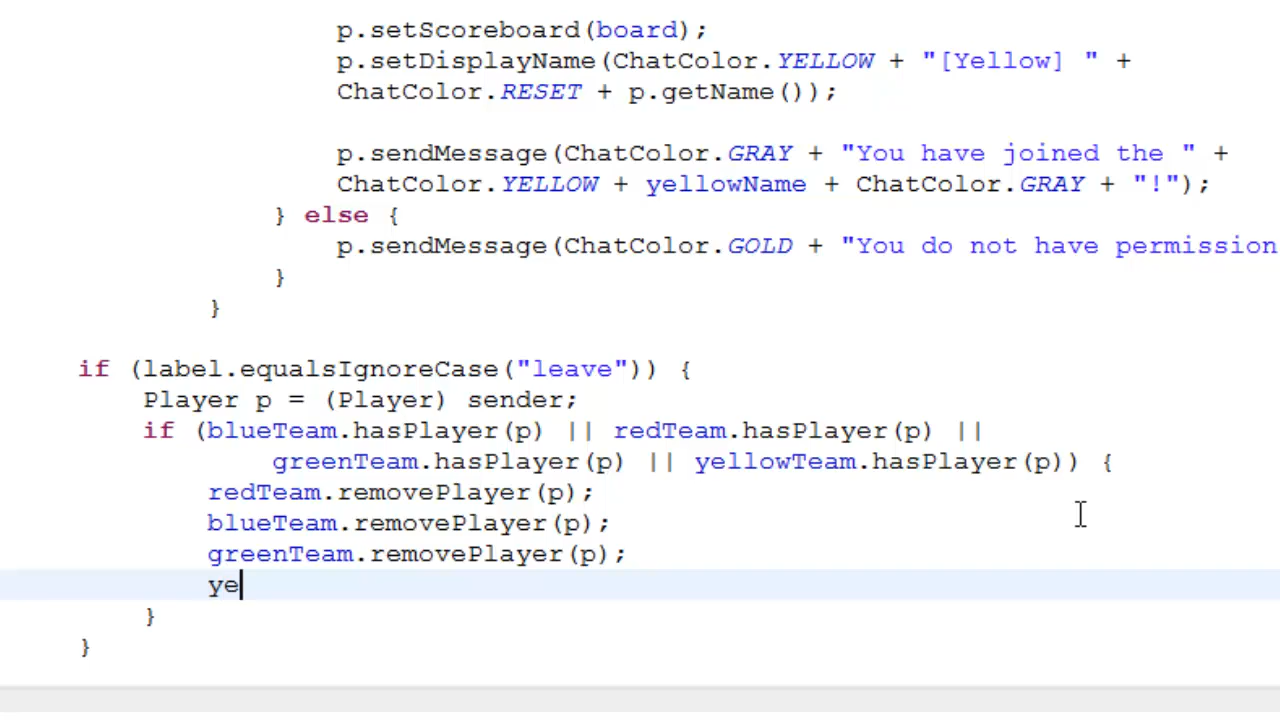 p.setScoreboard(board);
p.setDisplayName(ChatColor.YELLOW + "[Yellow] " +
ChatColor.RESET + p.getName());
p.sendMessage(ChatColor.GRAY + "You have joined the " +
ChatColor.YELLOW + yellowName + ChatColor.GRAY + "!");
} else {
p.sendMessage(ChatColor.GOLD + "You do not have permission
}
}
if (label.equalsIgnoreCase("leave")) {
Player p = (Player) sender;
if (blueTeam.hasPlayer(p) || redTeam.hasPlayer(p) ||
greenTeam.hasPlayer(p) || yellowTeam.hasPlayer(p)) {
redTeam.removePlayer(p);
blueTeam.removePlayer(p);
greenTeam.removePlayer(p);
ye
}
}